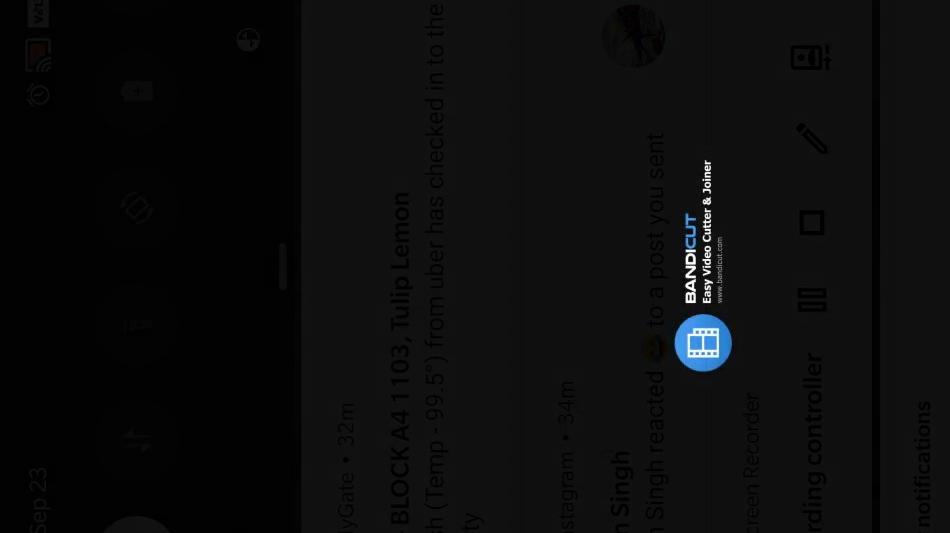 Sep 23
yGate • 32m
BLOCK A4 1103, Tulip Lemon
h (Temp - 99.5°) from uber has checked in to the
ty
stagram • 34m
n Singh
n Singh reacted 😂 to a post you sent
BANDICUT
Easy Video Cutter & Joiner
www.bandicut.com
creen Recorder
rding controller
notifications